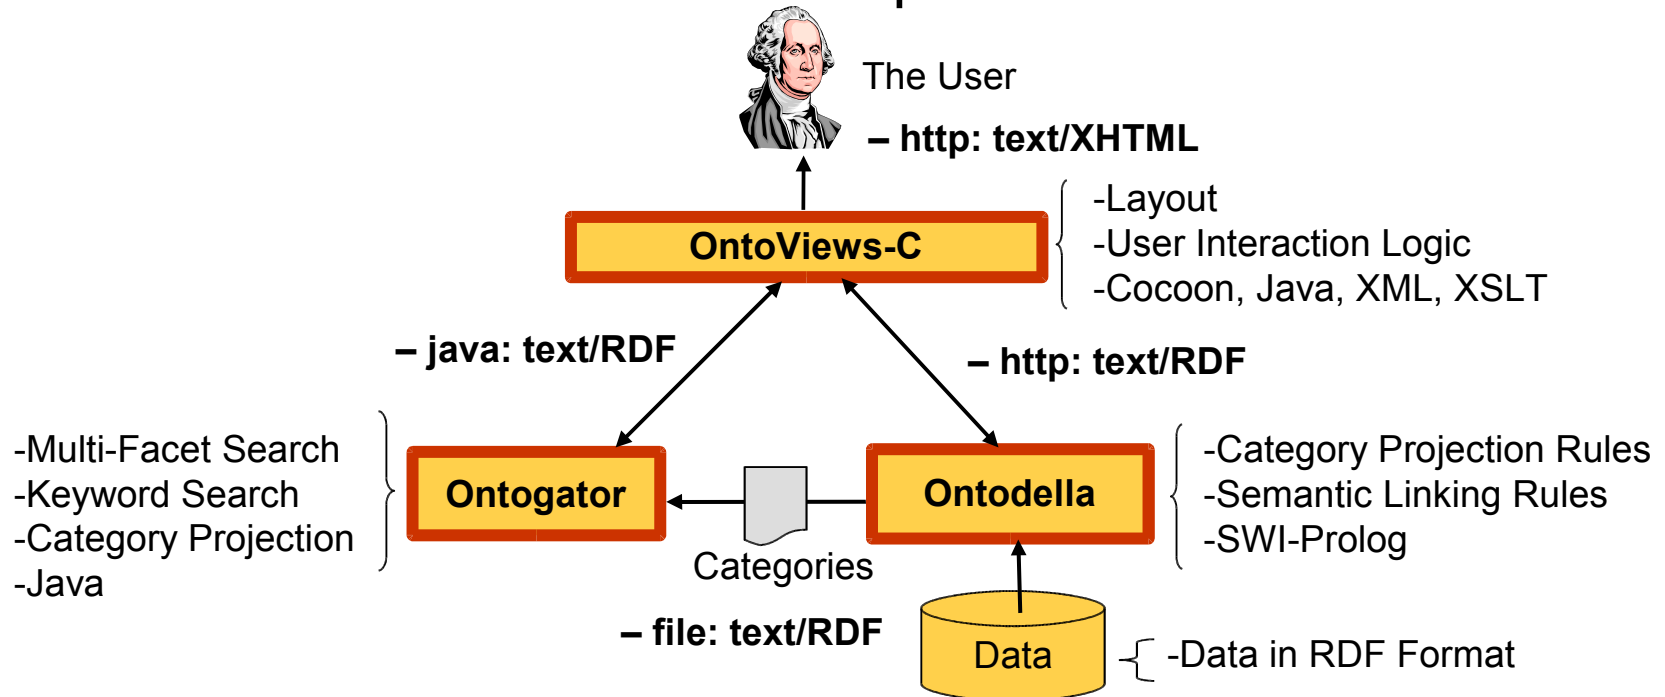 The User
– http: text/XHTML
OntoViews-C
-Layout
-User Interaction Logic
-Cocoon, Java, XML, XSLT
– java: text/RDF
– http: text/RDF
-Multi-Facet Search
-Keyword Search
-Category Projection
-Java
Ontogator
Categories
Ontodella
-Category Projection Rules
-Semantic Linking Rules
-SWI-Prolog
– file: text/RDF
Data
-Data in RDF Format